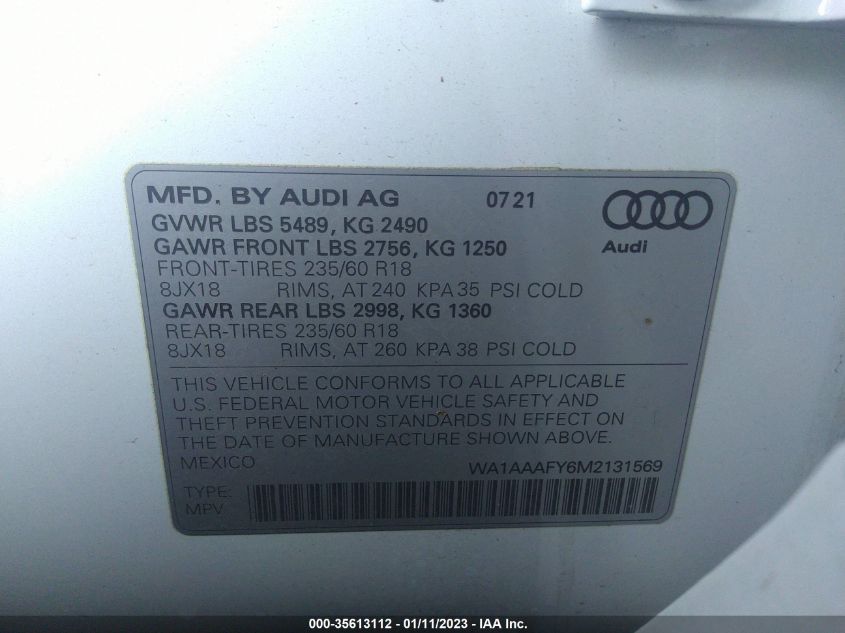 MFD. BY AUDI AG 07 21
GVWR LBS 5489, KG 2490
GAWR FRONT LBS 2756, KG 1250
Audi
FRONT-TIRES 235/60 R18
8JX18 RIMS, AT 240 KPA 35 PSI COLD
GAWR REAR LBS 2998, KG 1360
REAR-TIRES 235/60 R18
8JX18 RIMS, AT 260 KPA 38 PSI COLD
THIS VEHICLE CONFORMS TO ALL APPLICABLE
U.S. FEDERAL MOTOR VEHICLE SAFETY AND
THEFT PREVENTION STANDARDS IN EFFECT ON
THE DATE OF MANUFACTURE SHOWN ABOVE.
MEXICO WA1AAAFY6M2131569
TYPE:
MPV
000-35613112 - 01/11/2023 - IAA Inc.